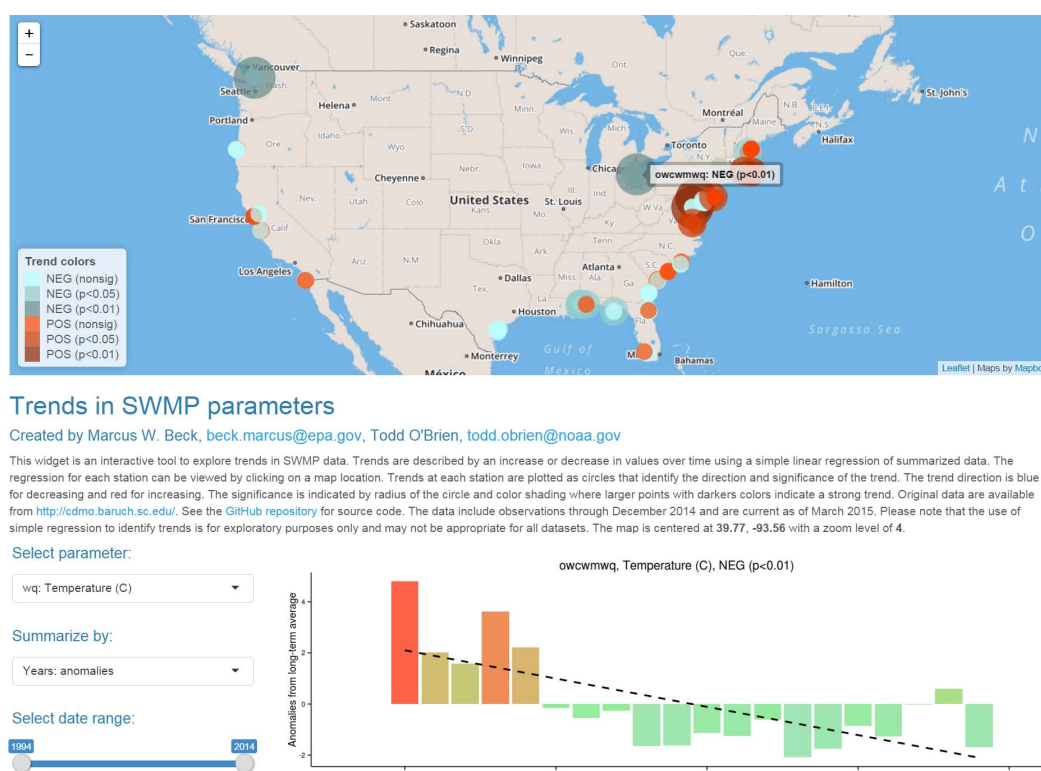 Saskatoon
Regina
Winnipeg
Ont.
Que.
Vancouver
Seattle
Wash.
St. John's
Helena
Mont.
N.D.
Minn.
Montréal
N.B.
P.E.I.
Maine
N.S.
Halifax
Portland
Ore.
Idaho
Wyo.
S.D.
Wis.
Mich.
Toronto
N.Y.
Cheyenne
Nebr.
Iowa
Chicago
owcwmwq: NEG (p<0.01)
Nev.
Utah
Colo.
United States
Kans.
St. Louis
Mo.
Ill.
Ind.
W.Va.
Ky.
San Francisc
Calif.
Los Angeles
Ariz.
N.M.
Okla.
Ark.
Tenn.
N.C.
Atlanta
S.C.
Dallas
Tex.
Miss.
Ala.
Ga.
La.
Houston
Fla.
Hamilton
Chihuahua
Monterrey
Gulf of
Mexico
Bahamas
México
Sargasso Sea
N
A t
O
+
−
Trend colors
NEG (nonsig)
NEG (p<0.05)
NEG (p<0.01)
POS (nonsig)
POS (p<0.05)
POS (p<0.01)
Leaflet | Maps by Mapbo
Trends in SWMP parameters
Created by Marcus W. Beck, beck.marcus@epa.gov, Todd O'Brien, todd.obrien@noaa.gov
This widget is an interactive tool to explore trends in SWMP data. Trends are described by an increase or decrease in values over time using a simple linear regression of summarized data. The
regression for each station can be viewed by clicking on a map location. Trends at each station are plotted as circles that identify the direction and significance of the trend. The trend direction is blue
for decreasing and red for increasing. The significance is indicated by radius of the circle and color shading where larger points with darkers colors indicate a strong trend. Original data are available
from http://cdmo.baruch.sc.edu/. See the GitHub repository for source code. The data include observations through December 2014 and are current as of March 2015. Please note that the use of
simple regression to identify trends is for exploratory purposes only and may not be appropriate for all datasets. The map is centered at 39.77, -93.56 with a zoom level of 4.
Select parameter:
wq: Temperature (C)
Summarize by:
Years: anomalies
Select date range:
1994
2014
owcwmwq, Temperature (C), NEG (p<0.01)
Anomalies from long-term average
4
2
0
-2